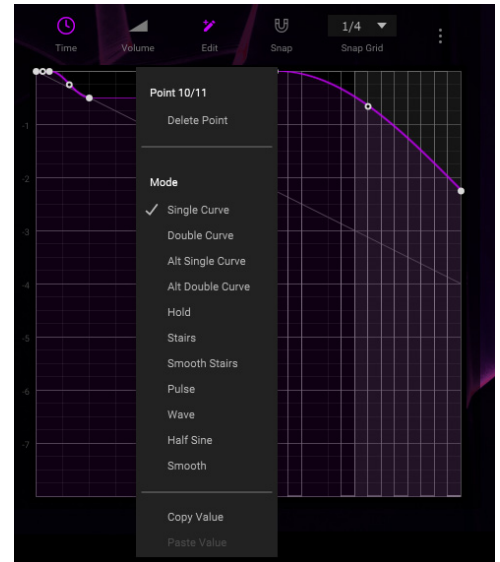 1/4
Time Volume Edit Snap Snap Grid
Point 10/11
Delete Point
-1
Mode
-2
Single Curve
Double Curve
-3
Alt Single Curve
-4
Alt Double Curve
Hold
-5
Stairs
Smooth Stairs
-6
Pulse
Wave
-7
Half Sine
Smooth
Copy Value
Paste Value